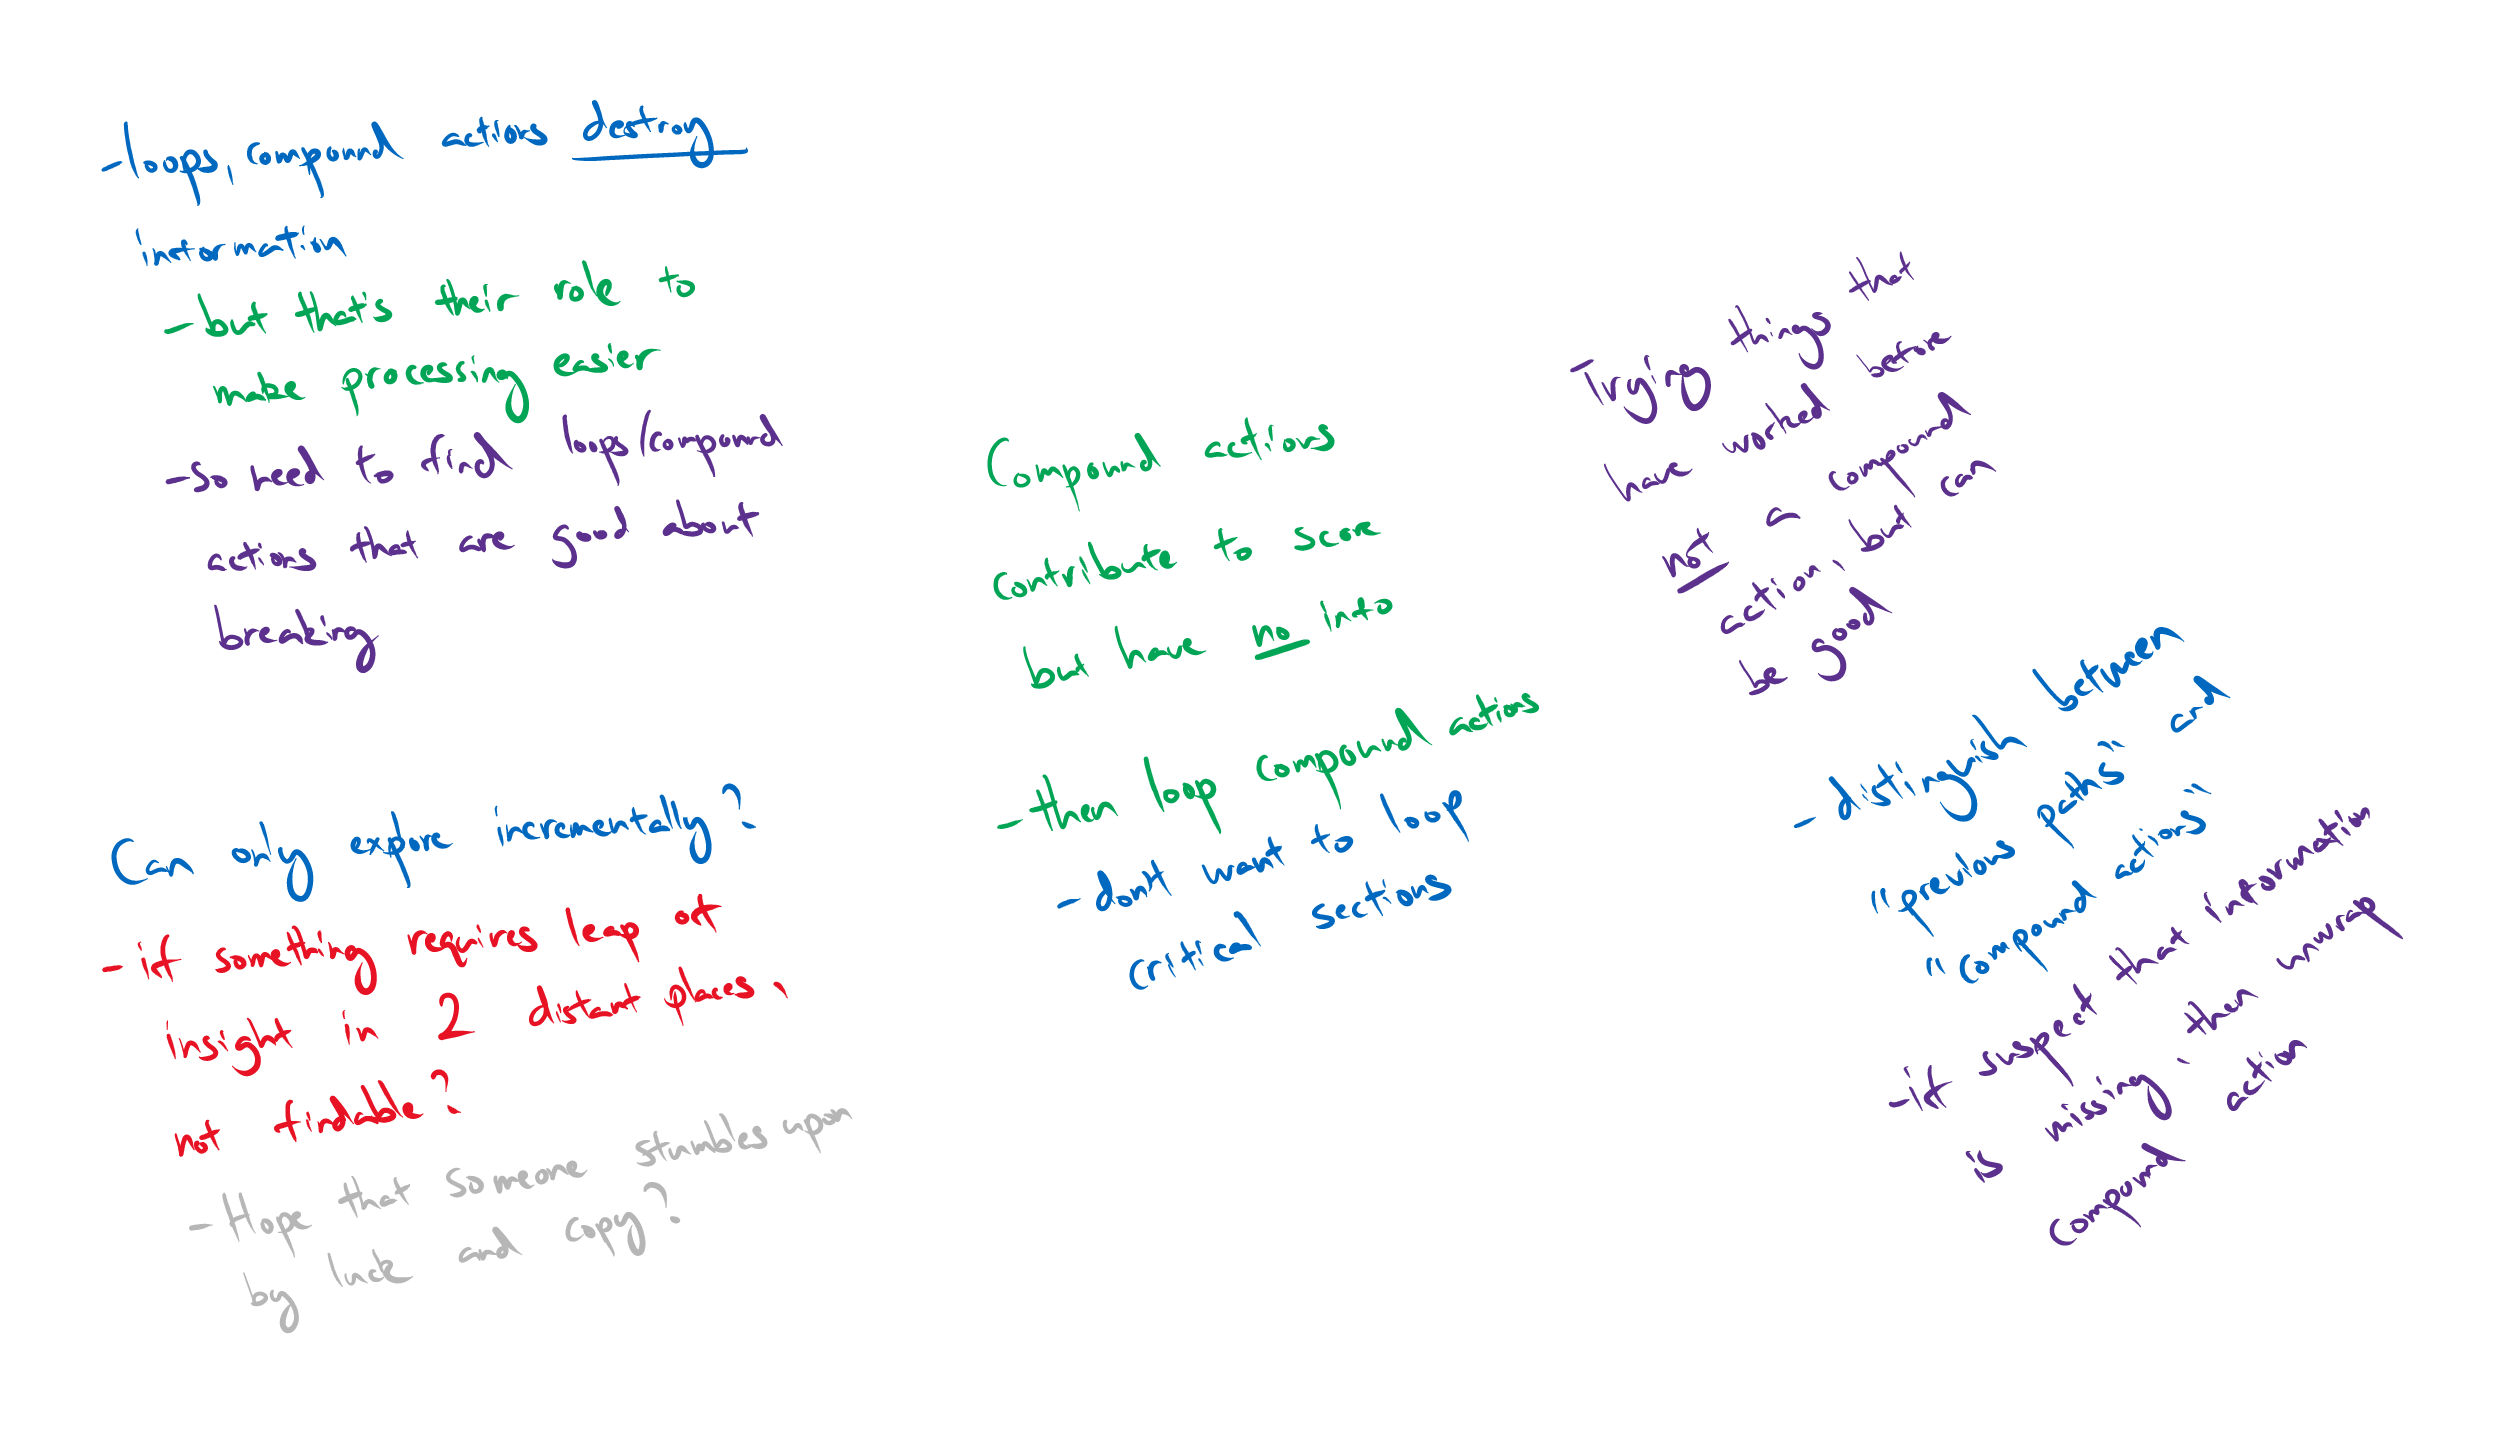 - loops, compound actions destroy
information
- but that's their role to
make processing easier
- so need to find loops/compound
actions that are good about
breaking
Can only explore incrementally?
- if something requires leap of
insight in 2 distant places.
not findable?
- Hope that someone stumbles upon
by luck and copy?
Compound actions
contribute to score
but have no info
- then loop compound actions
- don't want to loop
critical sections
Trying things that
have worked before
not a compound
action, but can
be good
- distinguish between
"previous paths" and
"compound actions"
- if suspect that information
is missing, then unwrap
compound action